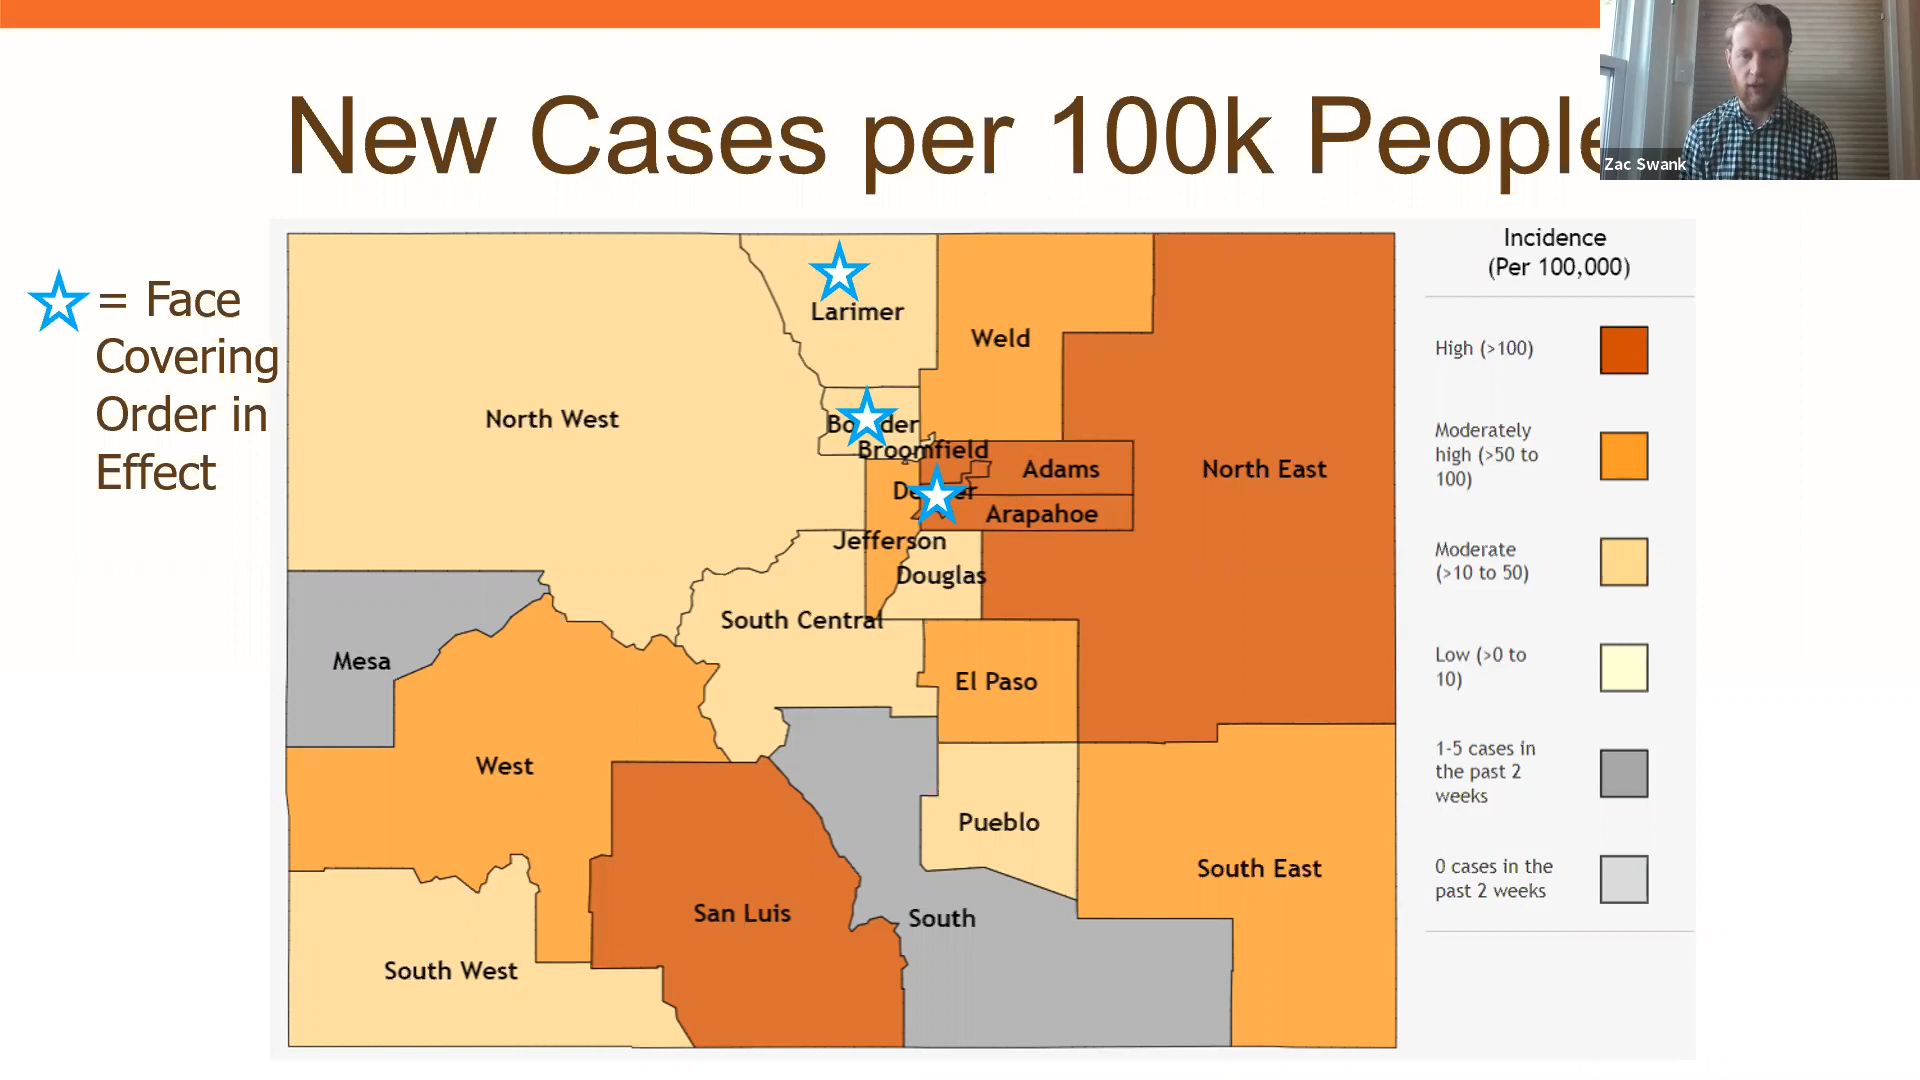 New Cases per 100k People
Zac Swank
= Face
Covering
Order in
Effect
Larimer
Weld
North West
Boulder
Broomfield
Adams
North East
Denver
Arapahoe
Jefferson
Douglas
South Central
Mesa
El Paso
West
Pueblo
South East
San Luis
South
South West
Incidence
(Per 100,000)
High (>100)
Moderately
high (>50 to
100)
Moderate
(>10 to 50)
Low (>0 to
10)
1-5 cases in
the past 2
weeks
0 cases in the
past 2 weeks